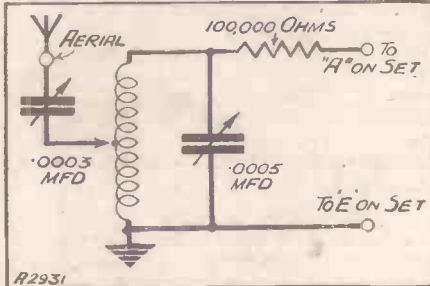 100,000 OHMS
AERIAL
TO
"A" ON SET
.0003
MFD
.0005
MFD
TO "E" ON SET
R2931